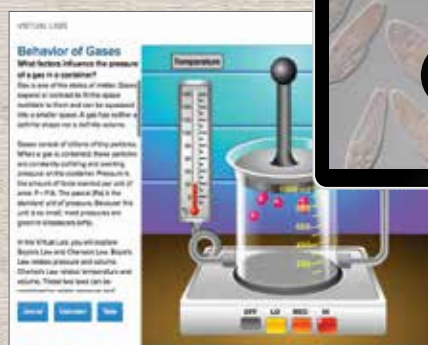 VIRTUAL LABS
Behavior of Gases
What factors influence the pressure
of a gas in a container?
Gas is one of the states of matter. Gases
expand or contract to fit the space
available to them and can be squeezed
into a smaller space. A gas has neither a
definite shape nor a definite volume.
Gases consist of billions of tiny particles.
When a gas is contained, these particles
are constantly colliding and exerting
pressure on the container. Pressure is
the amount of force exerted per unit of
area: P = F/A. The pascal (Pa) is the
standard unit of pressure. Because this
unit is so small, most pressures are
given in kilopascals (kPa).
In this Virtual Lab, you will explore
Boyle's Law and Charles's Law. Boyle's
Law relates pressure and volume.
Charles's Law relates temperature and
volume. These two laws can be
Journal
Calculator
Table
Temperature
OFF LO MED HI